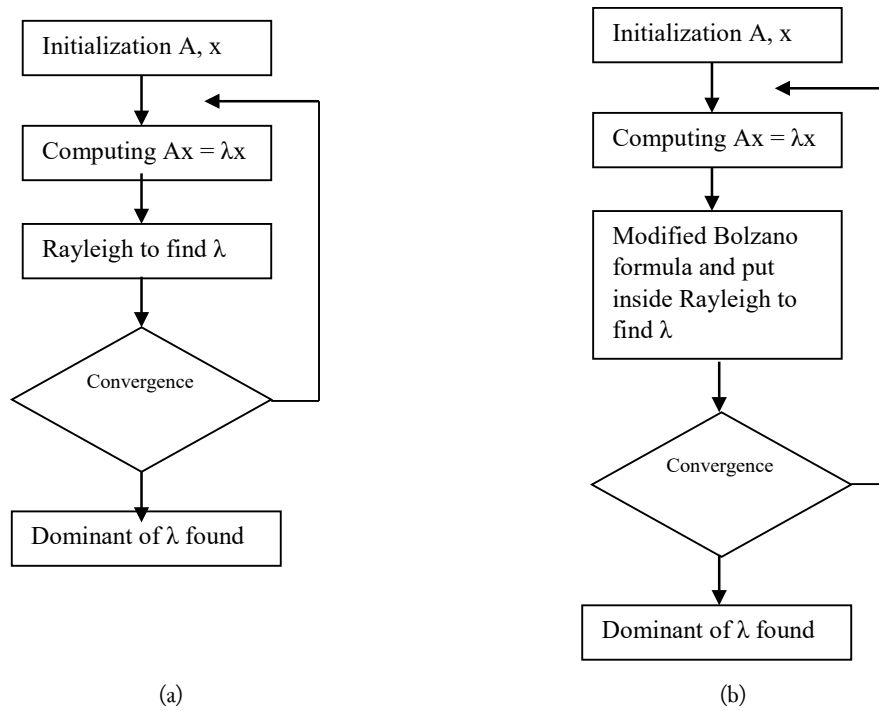 Initialization A, x
Computing Ax = λx
Rayleigh to find λ
Convergence
Dominant of λ found
(a)
Initialization A, x
Computing Ax = λx
Modified Bolzano
formula and put
inside Rayleigh to
find λ
Convergence
Dominant of λ found
(b)